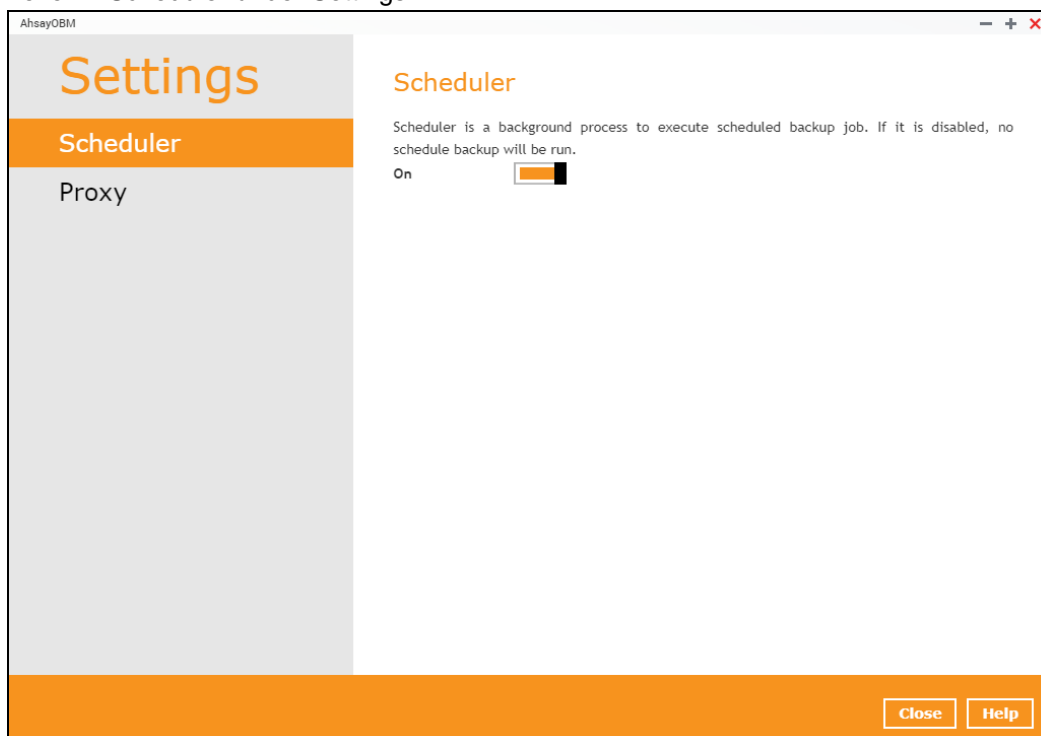 AhsayOBM
Settings
Scheduler
Proxy
Scheduler
Scheduler is a background process to execute scheduled backup job. If it is disabled, no
schedule backup will be run.
On
Close Help